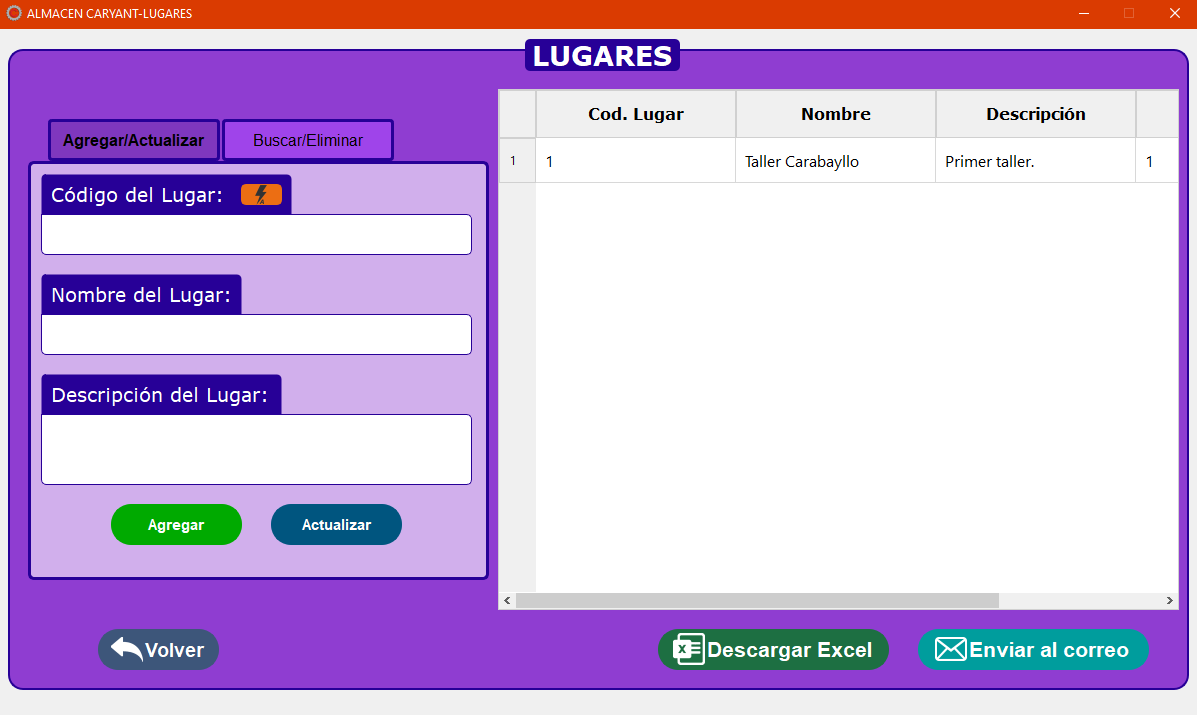 ALMACEN CARYANT-LUGARES
LUGARES
Agregar/Actualizar
Buscar/Eliminar
Código del Lugar:
Nombre del Lugar:
Descripción del Lugar:
Agregar
Actualizar
Cod. Lugar Nombre Descripción
1 1 Taller Carabayllo Primer taller. 1
Volver
Descargar Excel
Enviar al correo